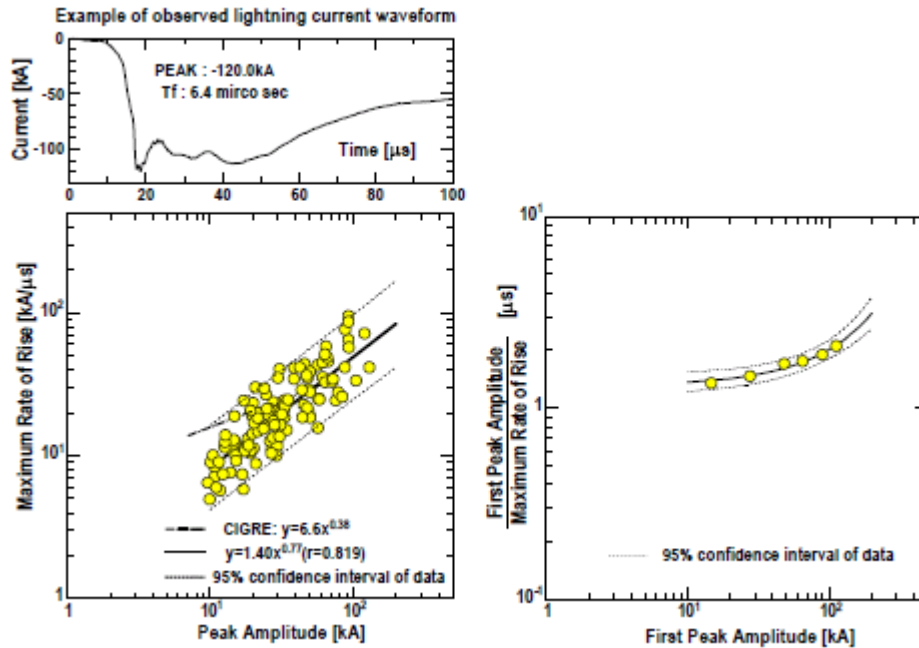 Example of observed lightning current waveform
0
-50
-100
Current [kA]
PEAK : -120.0kA
Tf : 6.4 mirco sec
Time [μs]
0 20 40 60 80 100
Maximum Rate of Rise [kA/μs]
10²
10¹
1
CIGRE: y=6.6x^0.38
y=1.40x^0.77(r=0.819)
95% confidence interval of data
1 10¹ 10²
Peak Amplitude [kA]
First Peak Amplitude
Maximum Rate of Rise
[μs]
10¹
1
10⁻¹
95% confidence interval of data
1 10¹ 10²
First Peak Amplitude [kA]